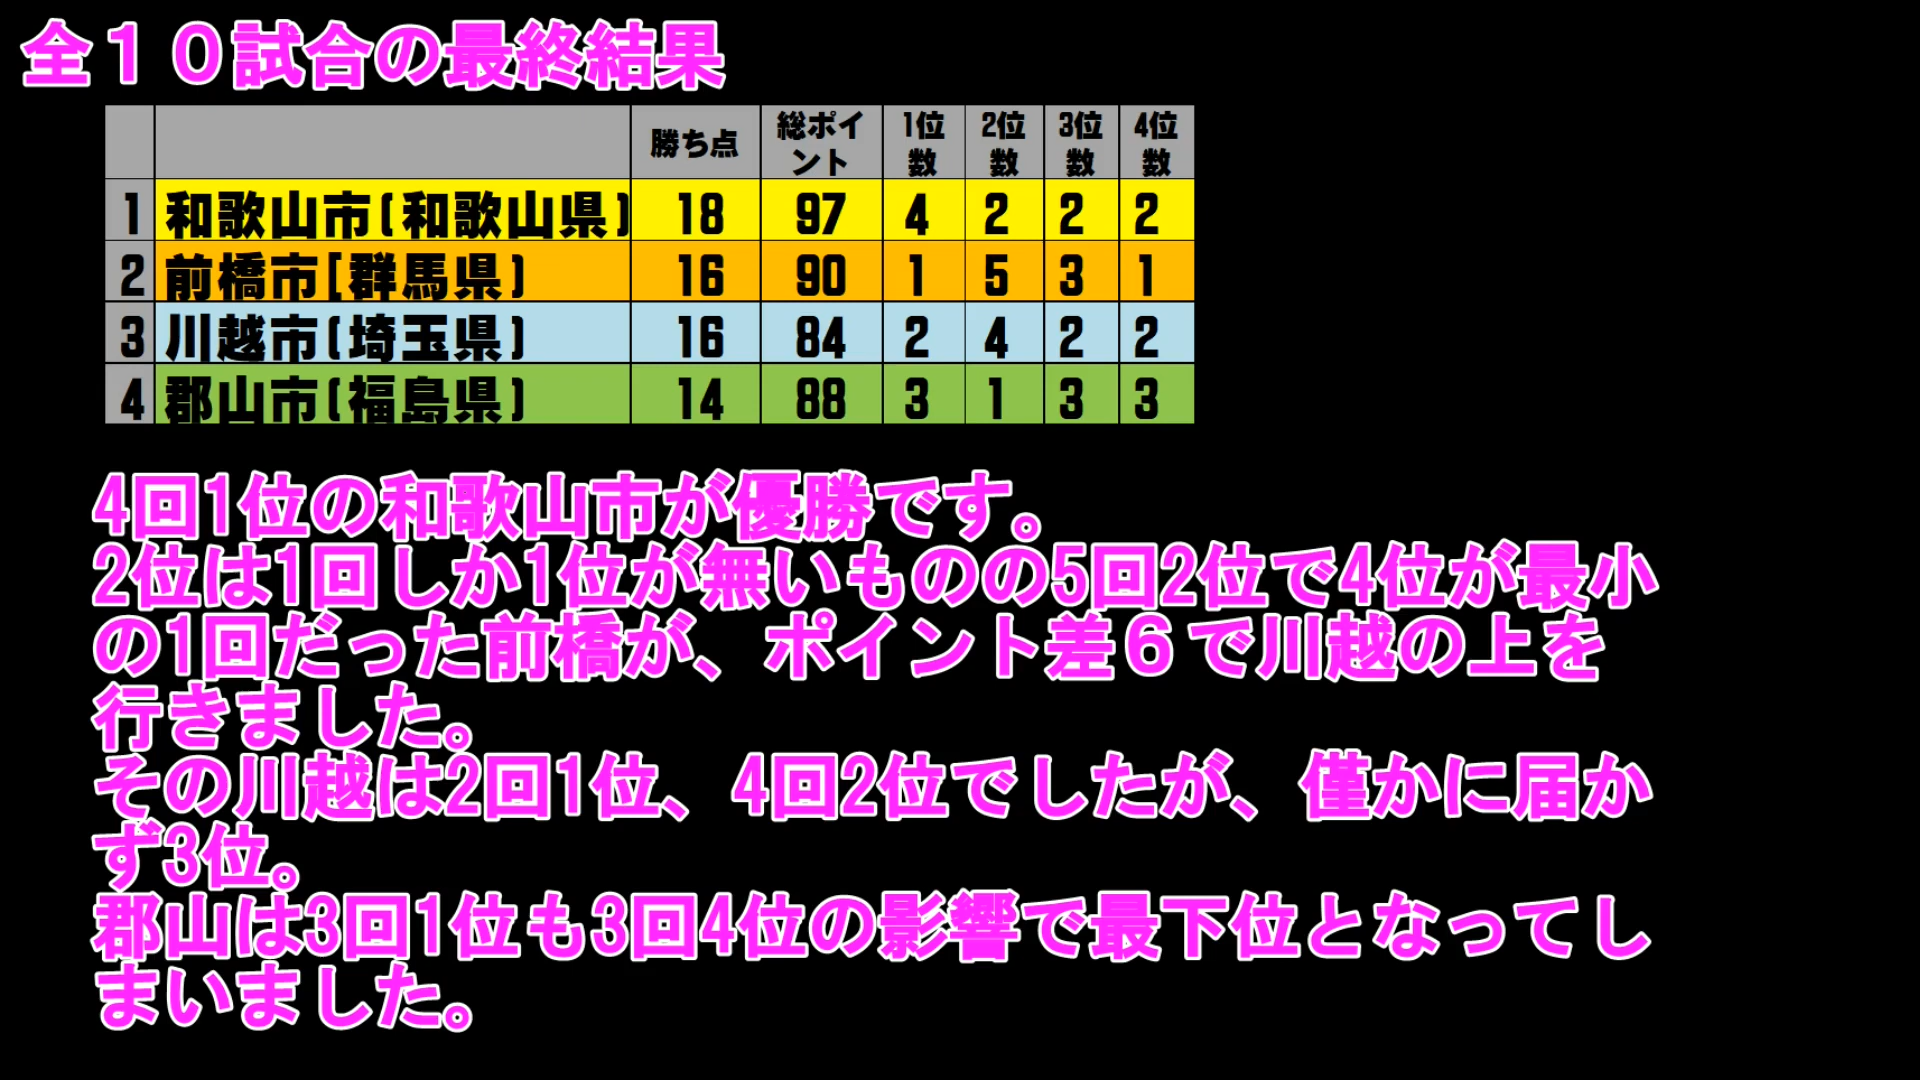 全１０試合の最終結果
勝ち点 総ポイント 1位数 2位数 3位数 4位数
1 和歌山市(和歌山県) 18 97 4 2 2 2
2 前橋市[群馬県) 16 90 1 5 3 1
3 川越市(埼玉県) 16 84 2 4 2 2
4 郡山市(福島県) 14 88 3 1 3 3
4回1位の和歌山市が優勝です。
2位は1回しか1位が無いものの5回2位で4位が最小
の1回だった前橋が、ポイント差６で川越の上を
行きました。
その川越は2回1位、4回2位でしたが、僅かに届か
ず3位。
郡山は3回1位も3回4位の影響で最下位となってし
まいました。